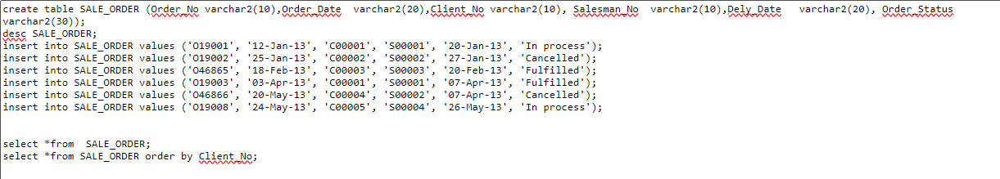 create table SALE_ORDER (Order_No varchar2(10),Order_Date  varchar2(20),Client_No varchar2(10), Salesman_No  varchar2(10),Dely_Date   varchar2(20), Order_Status
varchar2(30));
desc SALE_ORDER;
insert into SALE_ORDER values ('O19001', '12-Jan-13', 'C00001', 'S00001', '20-Jan-13', 'In process');
insert into SALE_ORDER values ('O19002', '25-Jan-13', 'C00002', 'S00002', '27-Jan-13', 'Cancelled');
insert into SALE_ORDER values ('O46865', '18-Feb-13', 'C00003', 'S00003', '20-Feb-13', 'Fulfilled');
insert into SALE_ORDER values ('O19003', '03-Apr-13', 'C00001', 'S00001', '07-Apr-13', 'Fulfilled');
insert into SALE_ORDER values ('O46866', '20-May-13', 'C00004', 'S00002', '07-Apr-13', 'Cancelled');
insert into SALE_ORDER values ('O19008', '24-May-13', 'C00005', 'S00004', '26-May-13', 'In process');
select *from  SALE_ORDER;
select *from SALE_ORDER order by Client_No;